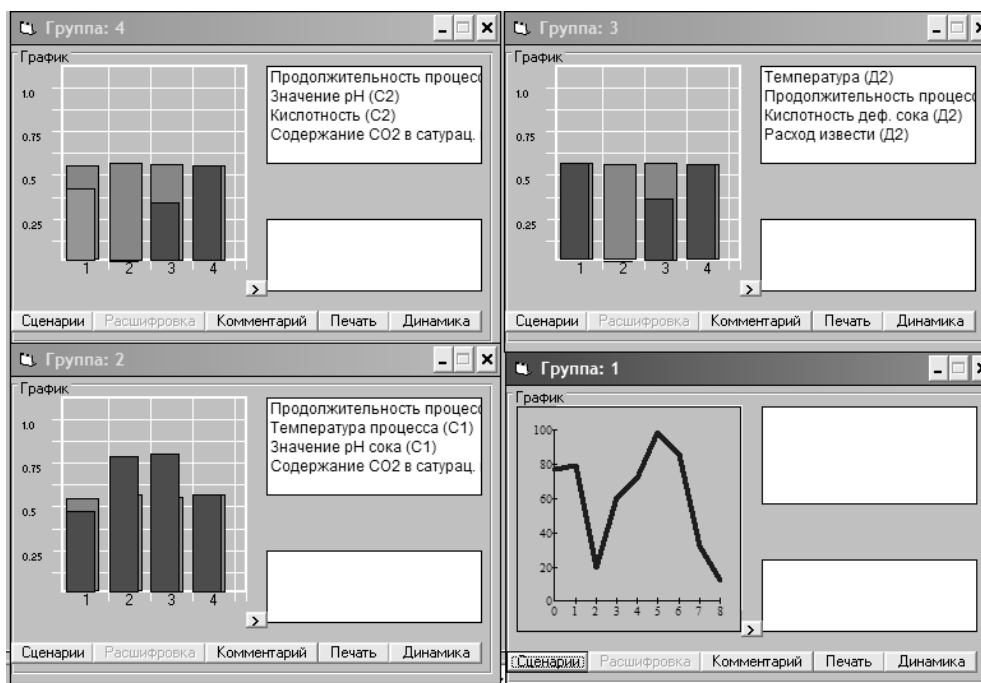 Группа: 4
График
1.0
0.75
0.5
0.25
1 2 3 4
Продолжительность процесс
Значение pH (С2)
Кислотность (С2)
Содержание СО2 в сатурац.
>
Сценарии Расшифровка Комментарий Печать Динамика
Группа: 3
График
1.0
0.75
0.5
0.25
1 2 3 4
Температура (Д2)
Продолжительность процесс
Кислотность деф. сока (Д2)
Расход извести (Д2)
>
Сценарии Расшифровка Комментарий Печать Динамика
Группа: 2
График
1.0
0.75
0.5
0.25
1 2 3 4
Продолжительность процесс
Температура процесса (С1)
Значение pH сока (С1)
Содержание СО2 в сатурац.
>
Сценарии Расшифровка Комментарий Печать Динамика
Группа: 1
График
100
80
60
40
20
0
0 1 2 3 4 5 6 7 8
>
Сценарии Расшифровка Комментарий Печать Динамика